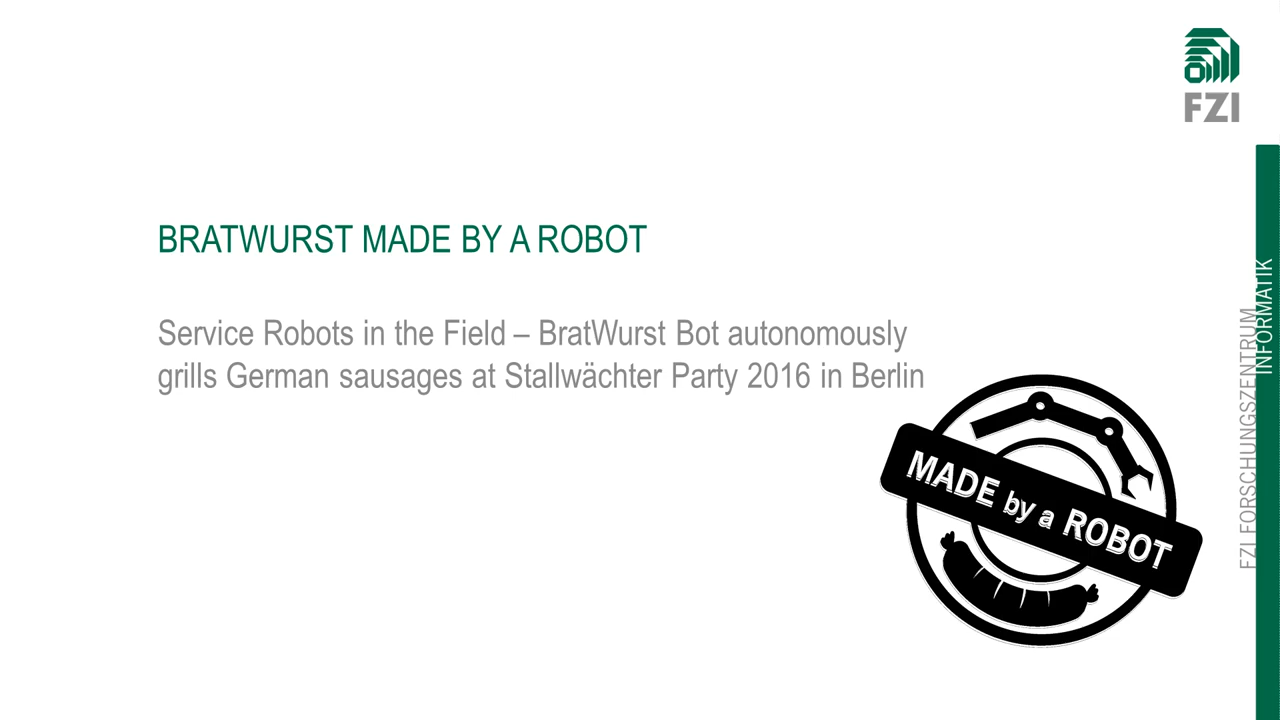 FZI
BRATWURST MADE BY A ROBOT
Service Robots in the Field – BratWurst Bot autonomously
grills German sausages at Stallwächter Party 2016 in Berlin
MADE by a ROBOT
FZI FORSCHUNGSZENTRUM
INFORMATIK